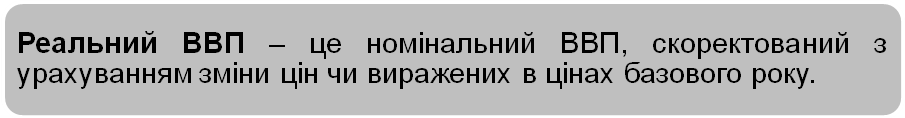 Реальний ВВП – це номінальний ВВП, скоректований з
урахуванням зміни цін чи виражених в цінах базового року.